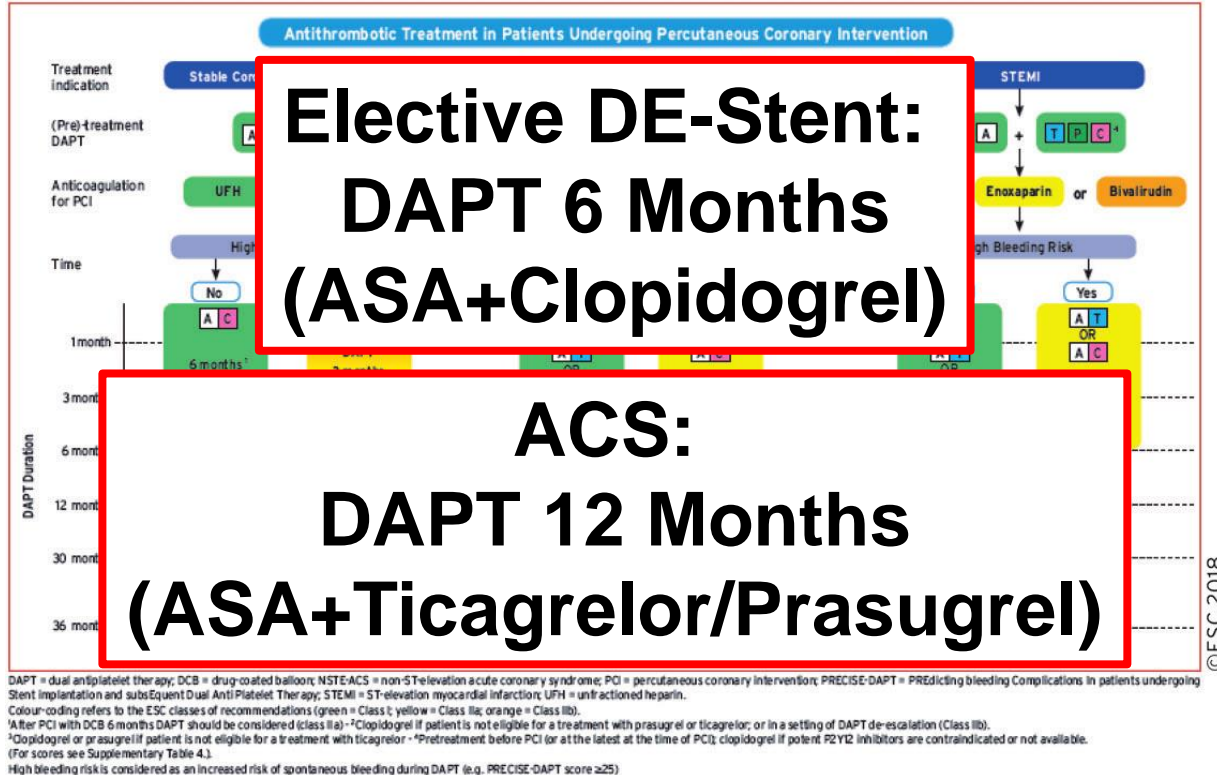 Antithrombotic Treatment in Patients Undergoing Percutaneous Coronary Intervention
Treatment indication
Stable Cor
STEMI
(Pre)-treatment DAPT
A
A + T P C 4
Anticoagulation for PCI
UFH
Enoxaparin or Bivalirudin
Elective DE-Stent:
DAPT 6 Months
(ASA+Clopidogrel)
Time
High
gh Bleeding Risk
No
Yes
A C
A T
OR
A C
1 month
6 months 1
A T
OR
A C
A T
3 mont
6 mont
12 mont
30 mont
36 mont
DAPT Duration
ACS:
DAPT 12 Months
(ASA+Ticagrelor/Prasugrel)
©ESC 2018
DAPT = dual antiplatelet therapy; DCB = drug-coated balloon; NSTE-ACS = non-ST-elevation acute coronary syndrome; PCI = percutaneous coronary intervention; PRECISE-DAPT = PREdicting bleeding Complications in patients undergoing
Stent implantation and subsEquent Dual Anti Platelet Therapy; STEMI = ST-elevation myocardial infarction; UFH = unfractioned heparin.
Colour-coding refers to the ESC classes of recommendations (green = Class I; yellow = Class IIa; orange = Class IIb).
1After PCI with DCB 6 months DAPT should be considered (class IIa) - 2Clopidogrel if patient is not eligible for a treatment with prasugrel or ticagrelor; or in a setting of DAPT de-escalation (Class IIb).
3Clopidogrel or prasugrel if patient is not eligible for a treatment with ticagrelor - 4Pretreatment before PCI (or at the latest at the time of PCI); clopidogrel if potent P2Y12 inhibitors are contraindicated or not available.
(For scores see Supplementary Table 4.).
High bleeding risk is considered as an increased risk of spontaneous bleeding during DAPT (e.g. PRECISE-DAPT score ≥25)